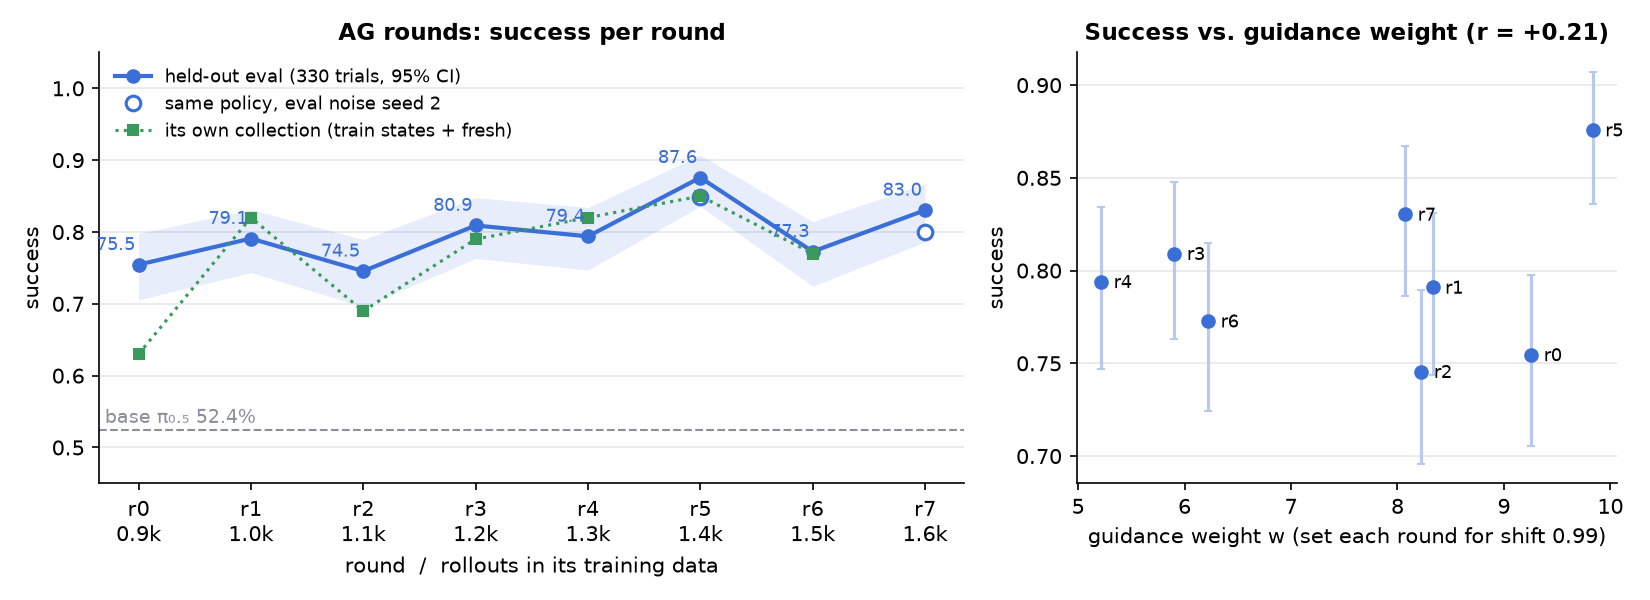 AG rounds: success per round
held-out eval (330 trials, 95% CI)
same policy, eval noise seed 2
its own collection (train states + fresh)
1.0
0.9
0.8
0.7
0.6
0.5
success
75.5
79.1
74.5
80.9
79.4
87.6
77.3
83.0
base π₀.₅ 52.4%
r0 r1 r2 r3 r4 r5 r6 r7
0.9k 1.0k 1.1k 1.2k 1.3k 1.4k 1.5k 1.6k
round / rollouts in its training data
Success vs. guidance weight (r = +0.21)
0.90
0.85
0.80
0.75
0.70
success
r5
r7
r3
r4
r1
r6
r0
r2
5 6 7 8 9 10
guidance weight w (set each round for shift 0.99)